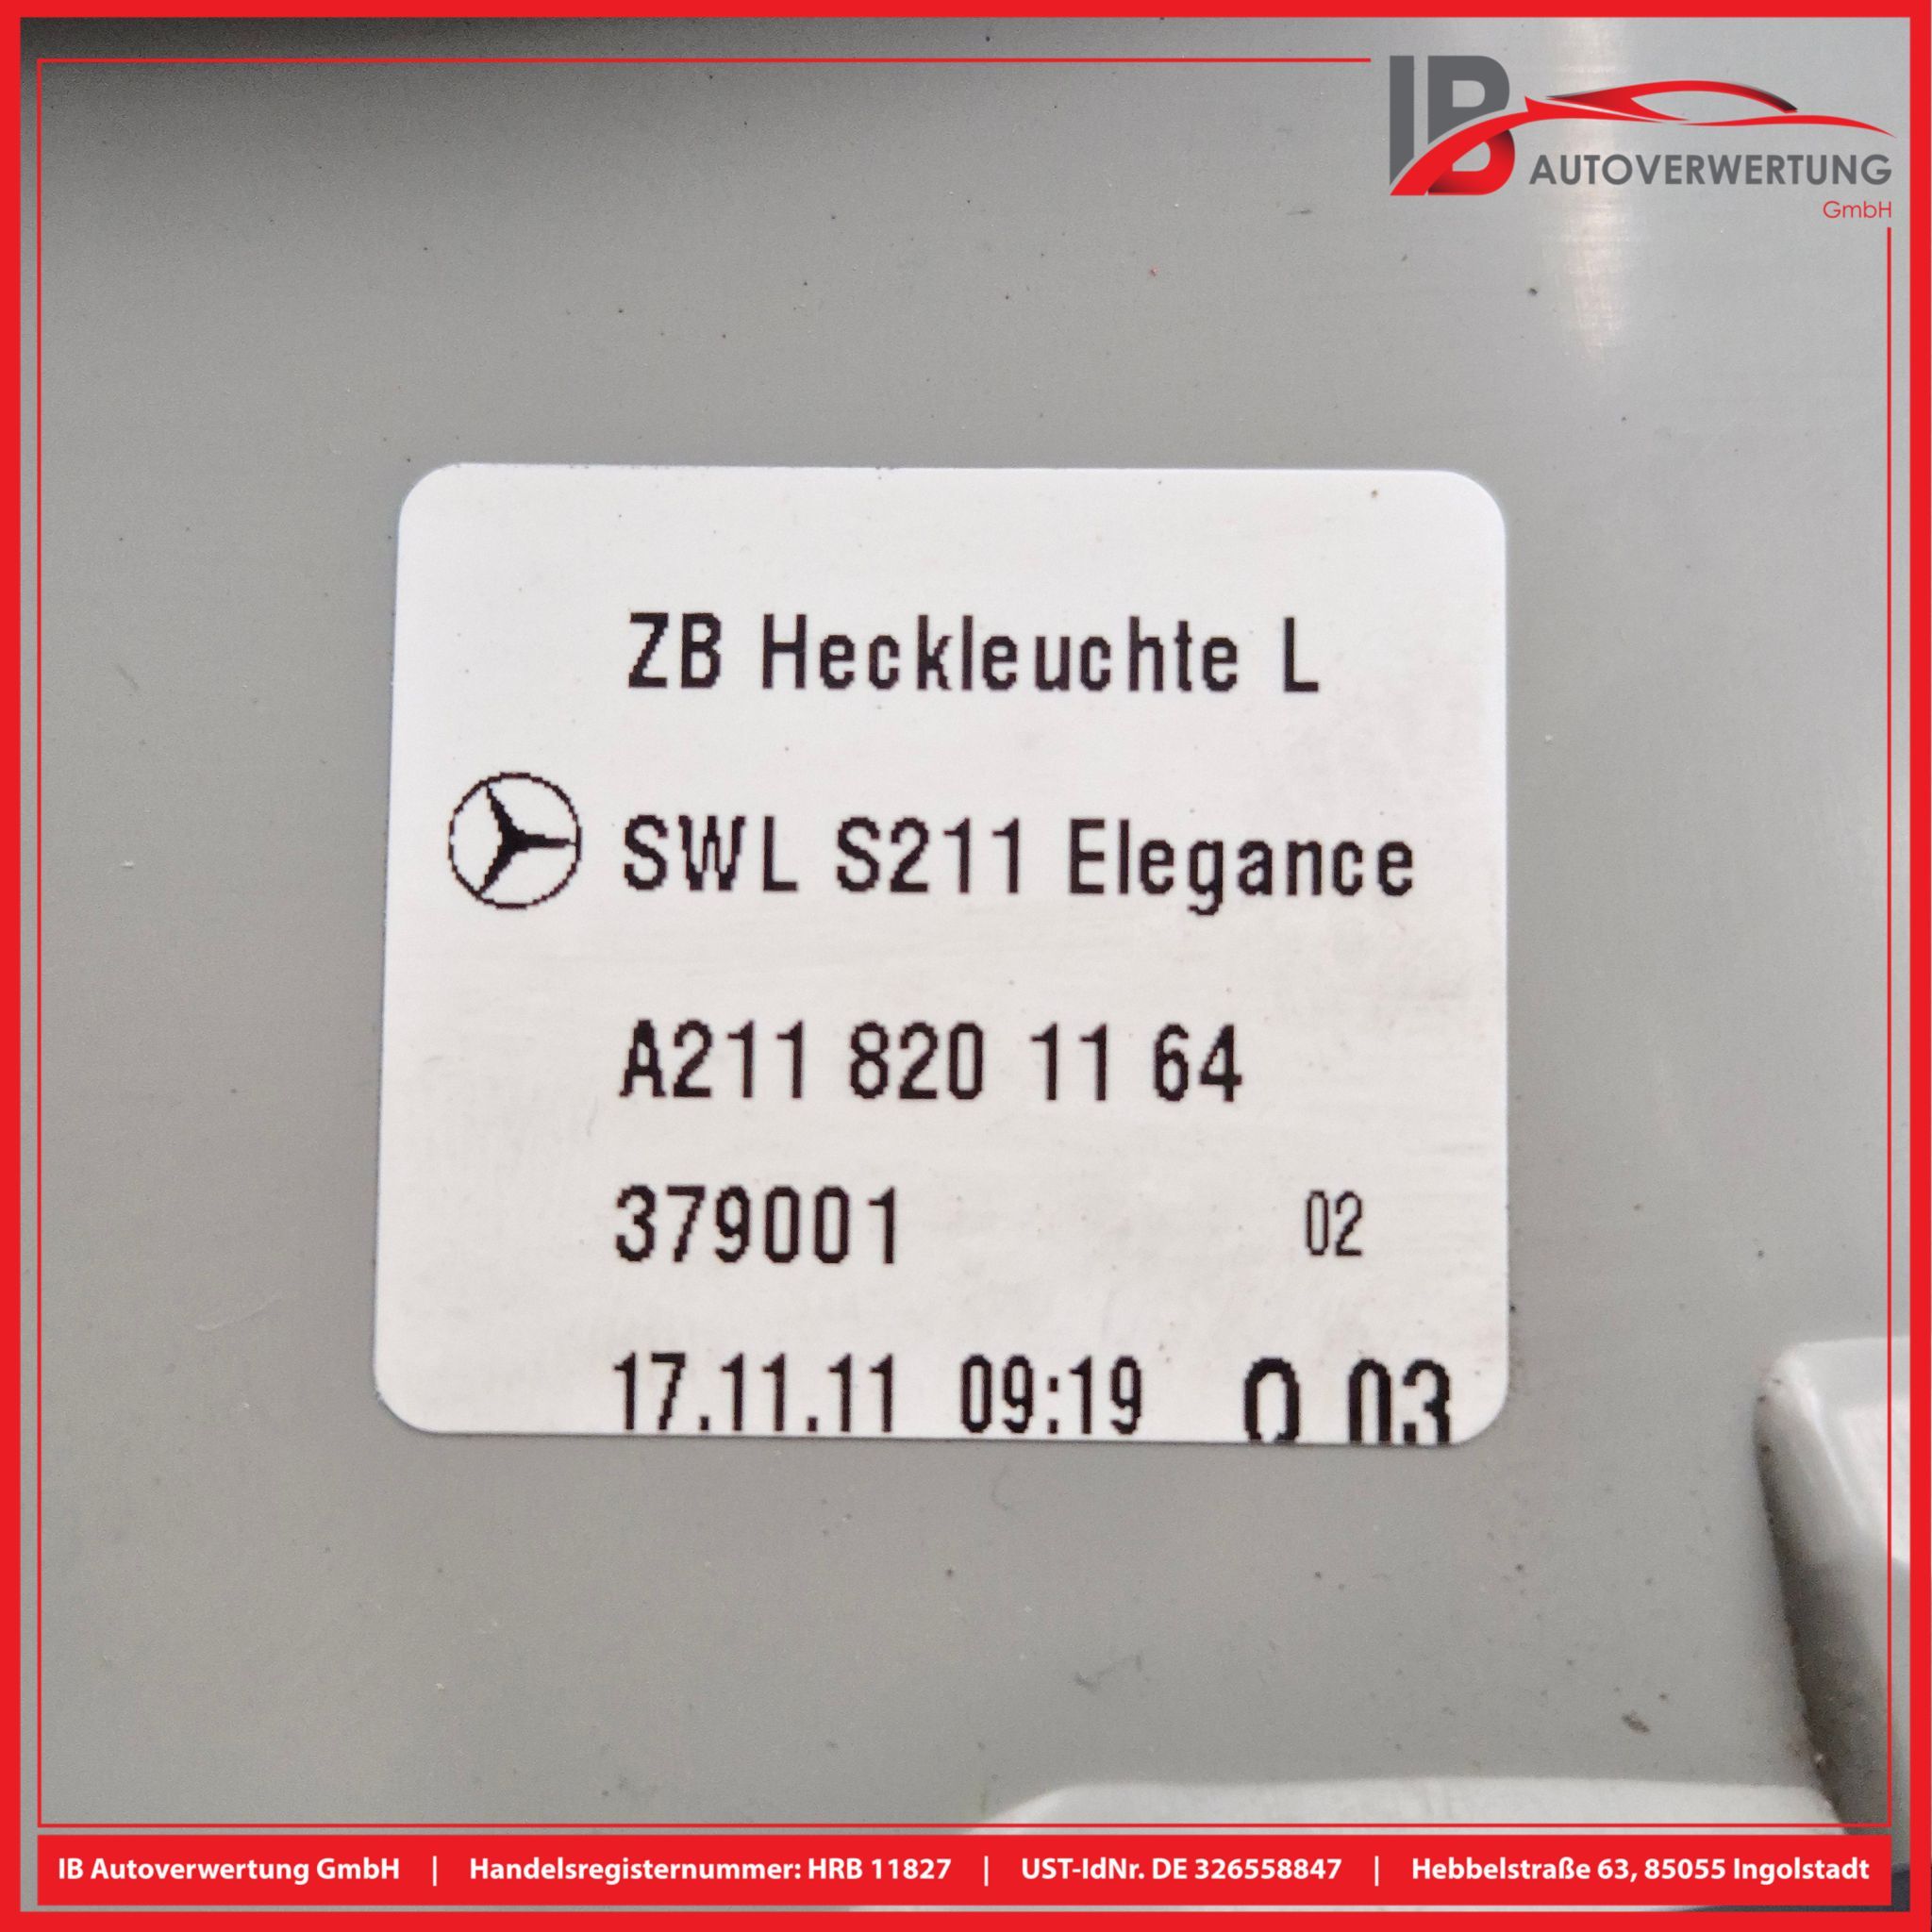 IB
AUTOVERWERTUNG
GmbH
ZB Heckleuchte L
SWL S211 Elegance
A211 820 11 64
379001 02
17.11.11 09:19 03
IB Autoverwertung GmbH | Handelsregisternummer: HRB 11827 | UST-IdNr. DE 326558847 | Hebbelstraße 63, 85055 Ingolstadt